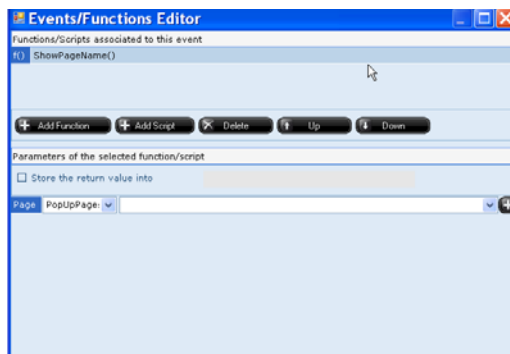 Events/Functions Editor
Functions/Scripts associated to this event
f() ShowPageName()
Add Function Add Script Delete Up Down
Parameters of the selected function/script
Store the return value into
Page PopUpPage: